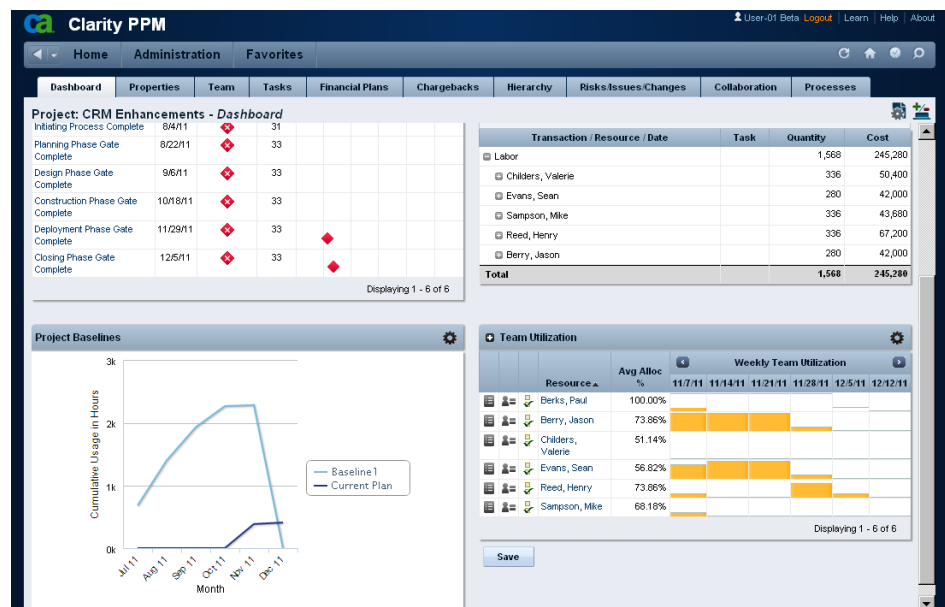 ca Clarity PPM
User-01 Beta Logout | Learn | Help | About
Home Administration Favorites
Dashboard Properties Team Tasks Financial Plans Chargebacks Hierarchy Risks/Issues/Changes Collaboration Processes
Project: CRM Enhancements - Dashboard
Initiating Process Complete 8/4/11 31
Planning Phase Gate
Complete 8/22/11 33
Design Phase Gate
Complete 9/6/11 33
Construction Phase Gate
Complete 10/18/11 33
Deployment Phase Gate
Complete 11/29/11 33
Closing Phase Gate
Complete 12/5/11 33
Displaying 1 - 6 of 6
Transaction / Resource / Date Task Quantity Cost
Labor 1,568 245,280
Childers, Valerie 336 50,400
Evans, Sean 280 42,000
Sampson, Mike 336 43,680
Reed, Henry 336 67,200
Berry, Jason 280 42,000
Total 1,568 245,280
Project Baselines
Cumulative Usage in Hours
3k
2k
1k
0k
Jul 11 Aug 11 Sep 11 Oct 11 Nov 11 Dec 11
Month
Baseline1
Current Plan
Team Utilization
Resource Avg Alloc % Weekly Team Utilization
11/7/11 11/14/11 11/21/11 11/28/11 12/5/11 12/12/11
Berks, Paul 100.00%
Berry, Jason 73.86%
Childers,
Valerie 51.14%
Evans, Sean 56.82%
Reed, Henry 73.86%
Sampson, Mike 68.18%
Displaying 1 - 6 of 6
Save